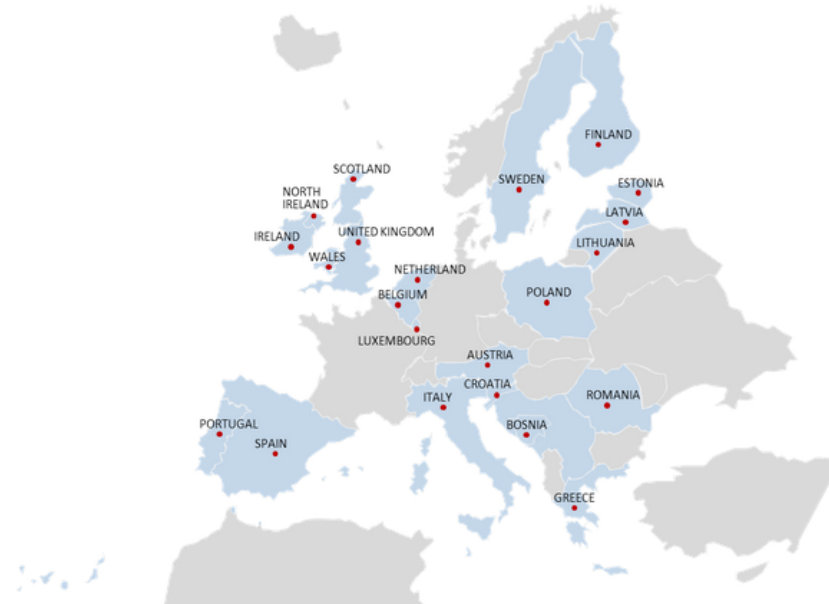 FINLAND
SCOTLAND
SWEDEN
ESTONIA
NORTH
IRELAND
LATVIA
IRELAND
UNITED KINGDOM
LITHUANIA
WALES
NETHERLAND
BELGIUM
POLAND
LUXEMBOURG
AUSTRIA
CROATIA
ITALY
ROMANIA
PORTUGAL
BOSNIA
SPAIN
GREECE